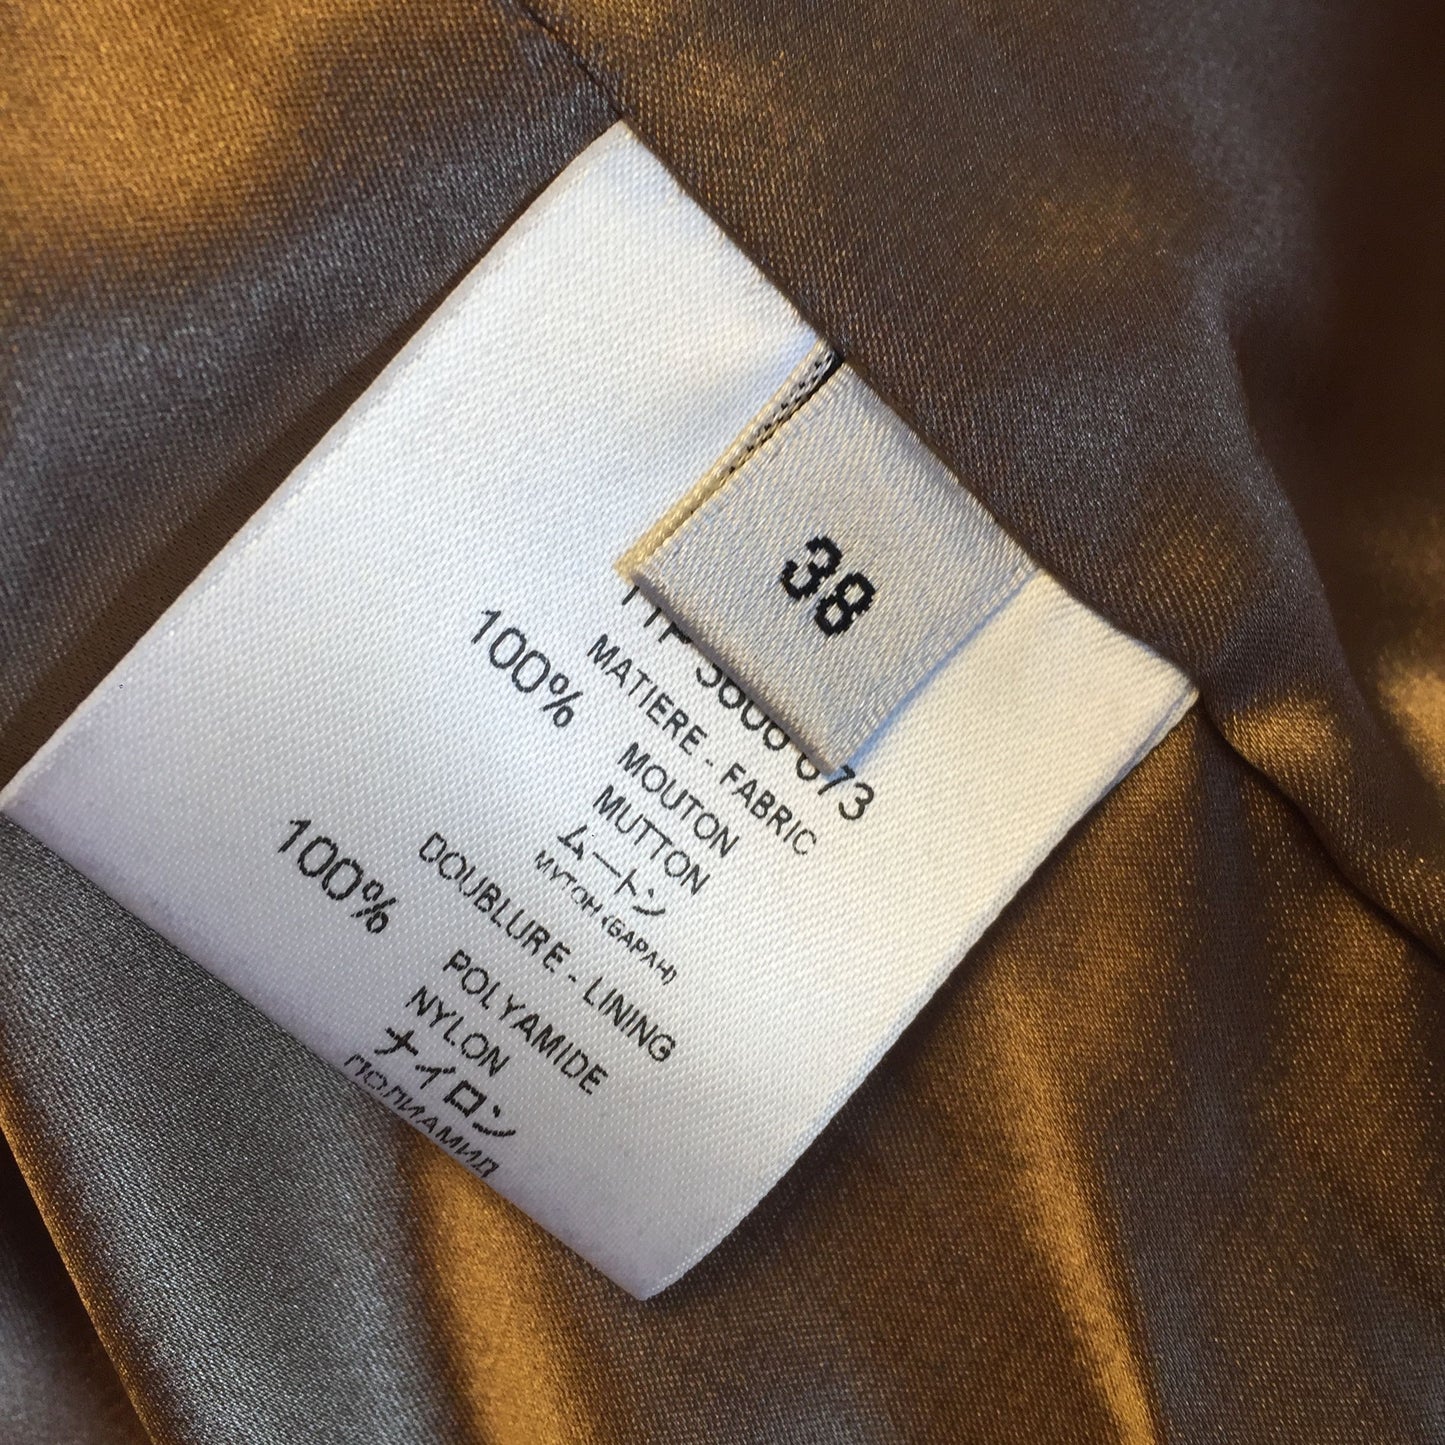 38
MATIERE - FABRIC
100% MOUTON
MUTTON
ムートン
МУТОН (БАРАН)
DOUBLURE - LINING
100% POLYAMIDE
NYLON
ナイロン
ПОЛИАМИД